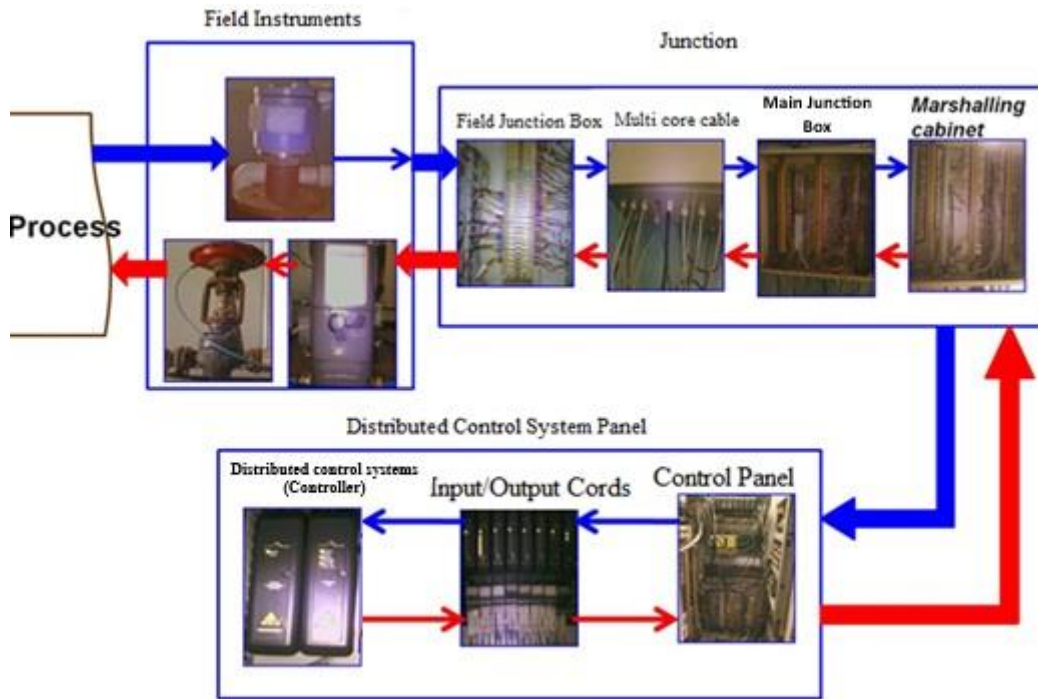 Field Instruments
Junction
Process
Field Junction Box
Multi core cable
Main Junction
Box
Marshalling
cabinet
Distributed Control System Panel
Distributed control systems
(Controller)
Input/Output Cords
Control Panel